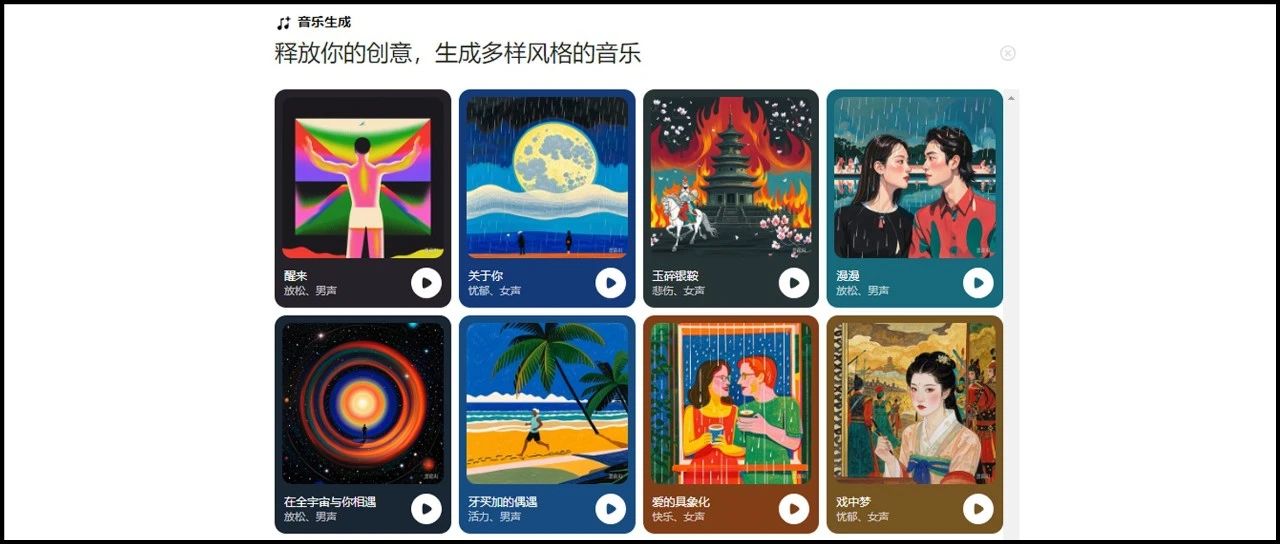 音乐生成
释放你的创意，生成多样风格的音乐
醒来
放松、男声
关于你
忧郁、女声
玉碎银鞍
悲伤、女声
漫漫
放松、男声
在全宇宙与你相遇
放松、男声
牙买加的偶遇
活力、男声
爱的具象化
快乐、女声
戏中梦
忧郁、女声